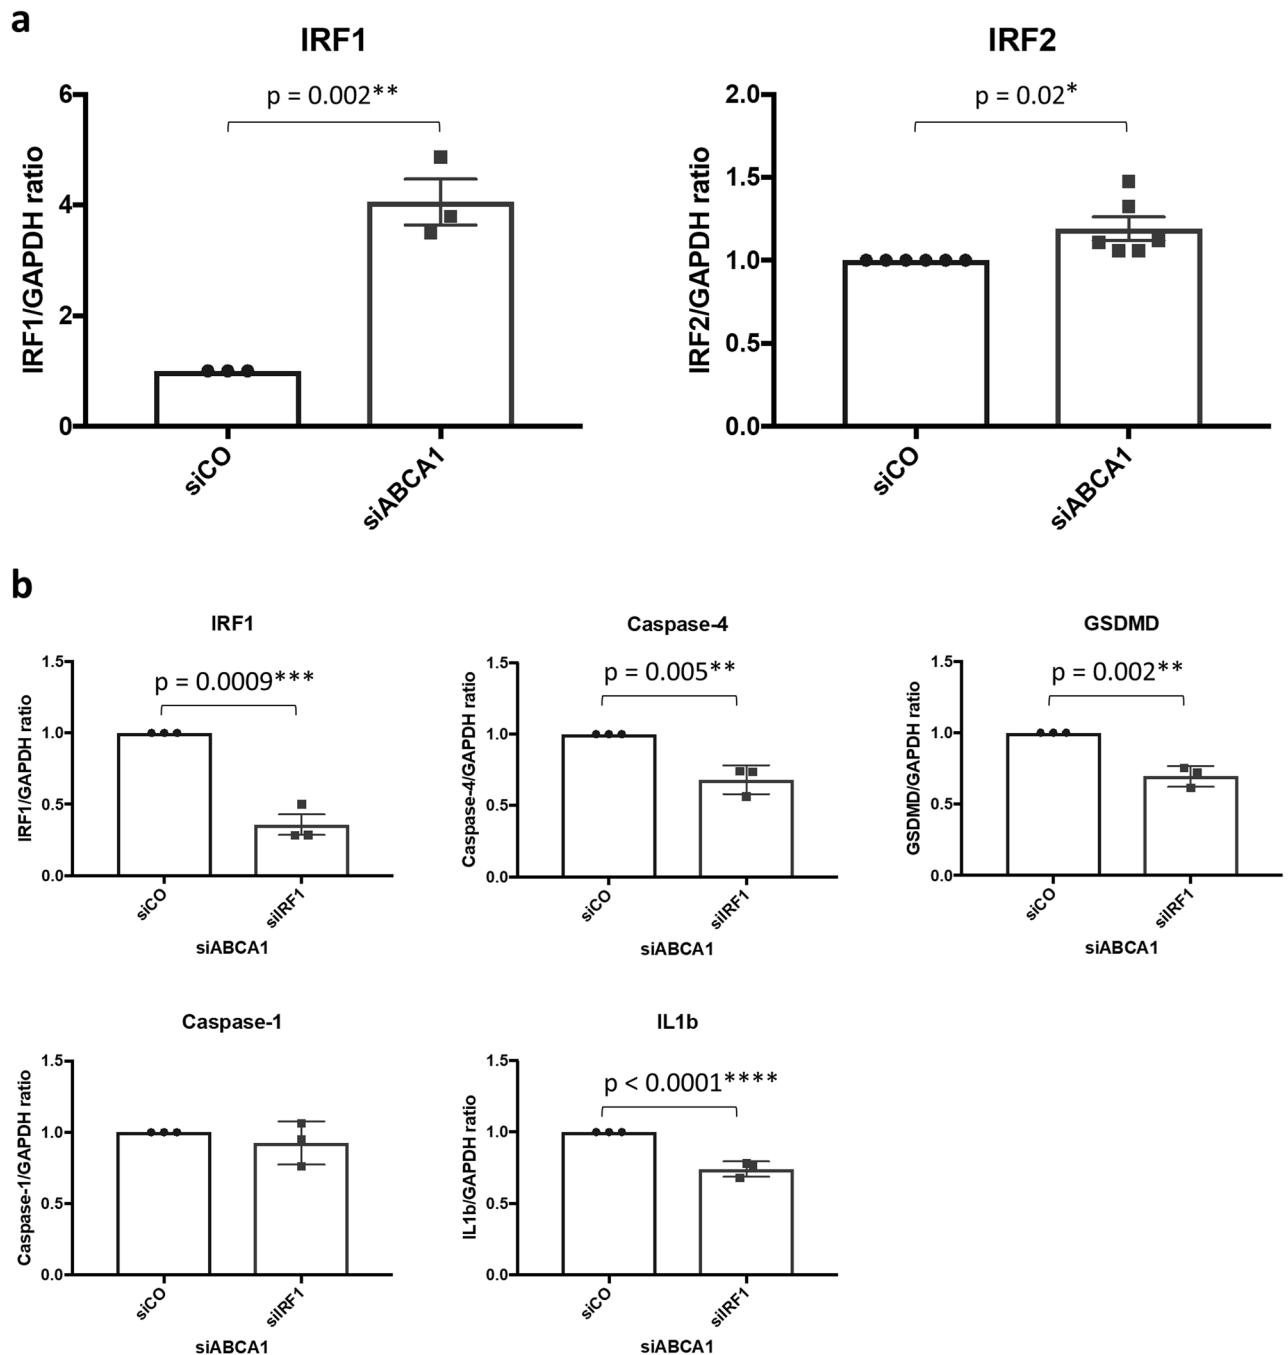 a
IRF1
IRF1/GAPDH ratio
6
4
2
0
p = 0.002**
siCO
siABCA1
IRF2
IRF2/GAPDH ratio
2.0
1.5
1.0
0.5
0.0
p = 0.02*
siCO
siABCA1
b
IRF1
IRF1/GAPDH ratio
1.5
1.0
0.5
0.0
p = 0.0009***
siCO
siIRF1
siABCA1
Caspase-4
Caspase-4/GAPDH ratio
1.5
1.0
0.5
0.0
p = 0.005**
siCO
siIRF1
siABCA1
GSDMD
GSDMD/GAPDH ratio
1.5
1.0
0.5
0.0
p = 0.002**
siCO
siIRF1
siABCA1
Caspase-1
Caspase-1/GAPDH ratio
1.5
1.0
0.5
0.0
siCO
siIRF1
siABCA1
IL1b
IL1b/GAPDH ratio
1.5
1.0
0.5
0.0
p < 0.0001****
siCO
siIRF1
siABCA1